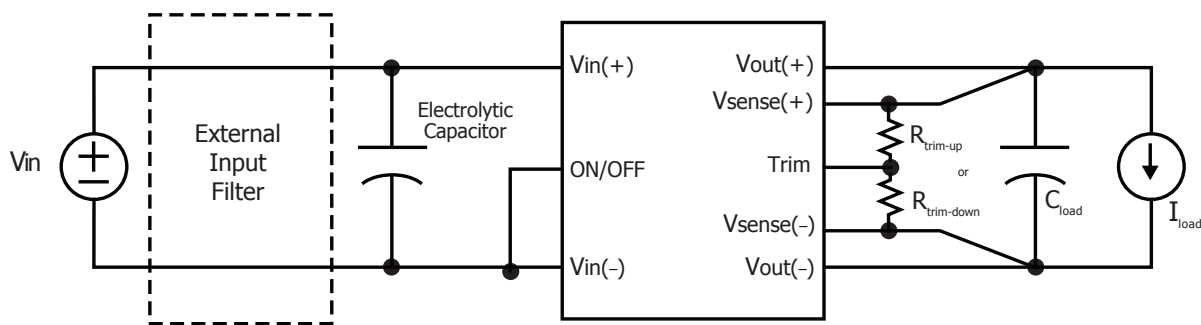 Vin
External
Input
Filter
Electrolytic
Capacitor
Vin(+)
ON/OFF
Vin(−)
Vout(+)
Vsense(+)
Trim
Vsense(−)
Vout(−)
Rtrim-up
or
Rtrim-down
Cload
Iload